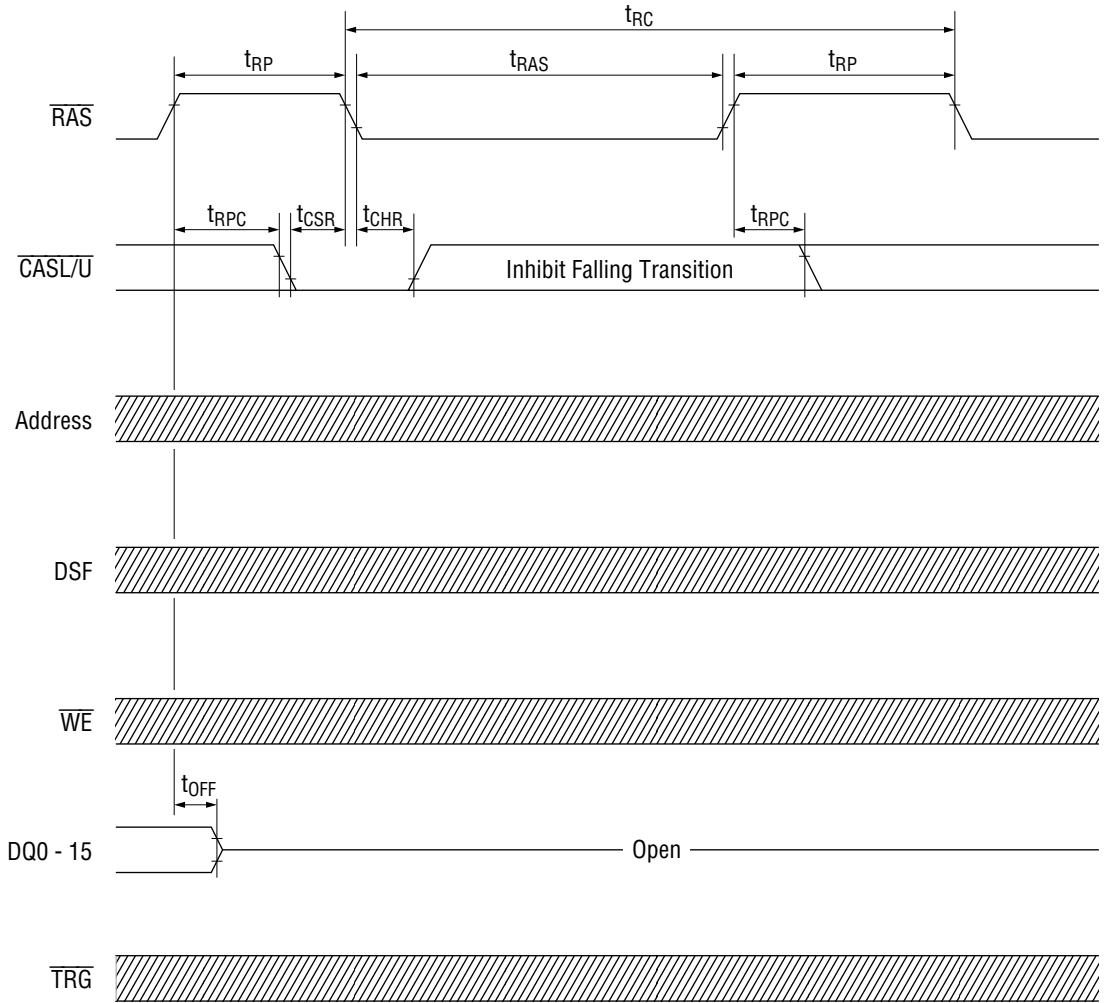 tRC
tRP tRAS tRP
RAS
tRPC tCSR tCHR tRPC
CASL/U Inhibit Falling Transition
Address
DSF
WE
tOFF
DQ0 - 15 Open
TRG